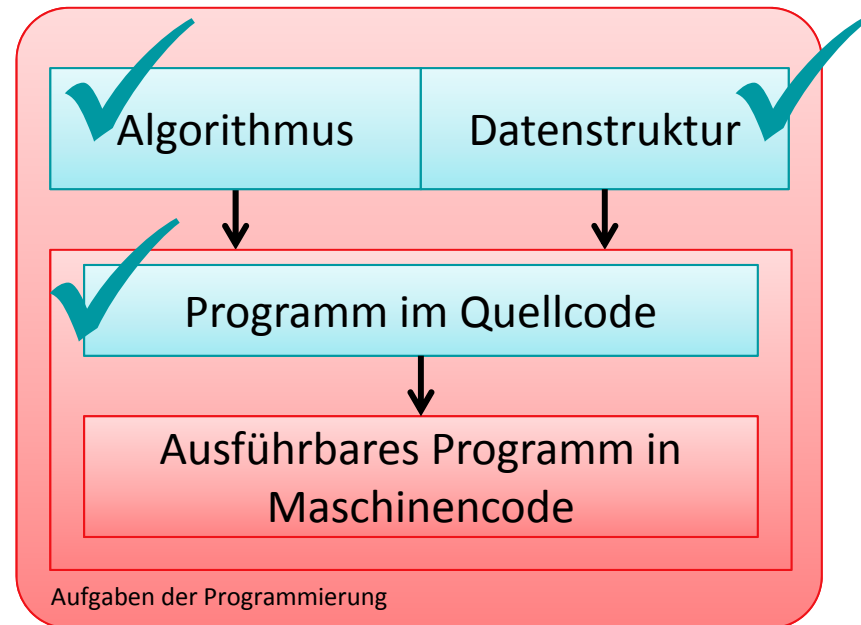 Algorithmus
Datenstruktur
Programm im Quellcode
Ausführbares Programm in
Maschinencode
Aufgaben der Programmierung